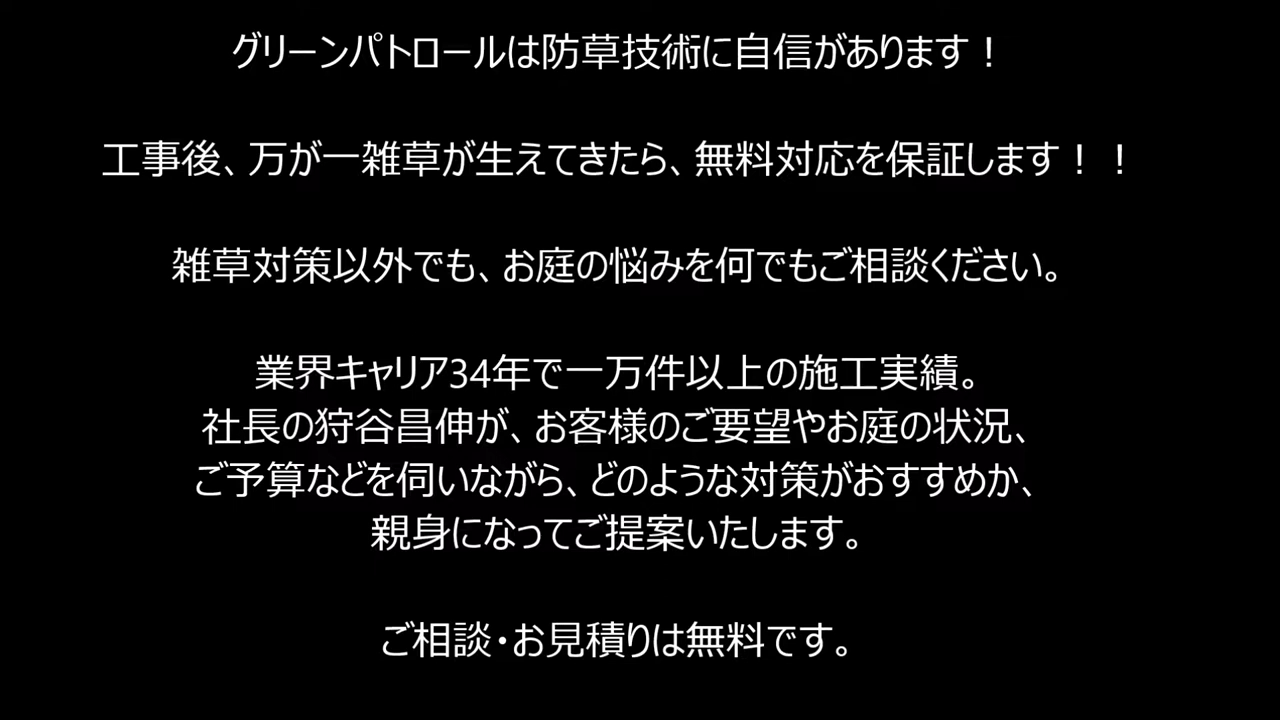 グリーンパトロールは防草技術に自信があります！
工事後、万が一雑草が生えてきたら、無料対応を保証します！！
雑草対策以外でも、お庭の悩みを何でもご相談ください。
業界キャリア34年で一万件以上の施工実績。
社長の狩谷昌伸が、お客様のご要望やお庭の状況、
ご予算などを伺いながら、どのような対策がおすすめか、
親身になってご提案いたします。
ご相談・お見積りは無料です。